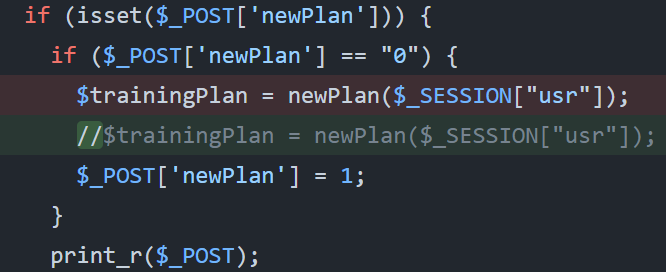 if (isset($_POST['newPlan'])) {
if ($_POST['newPlan'] == "0") {
$trainingPlan = newPlan($_SESSION["usr"]);
//$trainingPlan = newPlan($_SESSION["usr"]);
$_POST['newPlan'] = 1;
}
print_r($_POST);